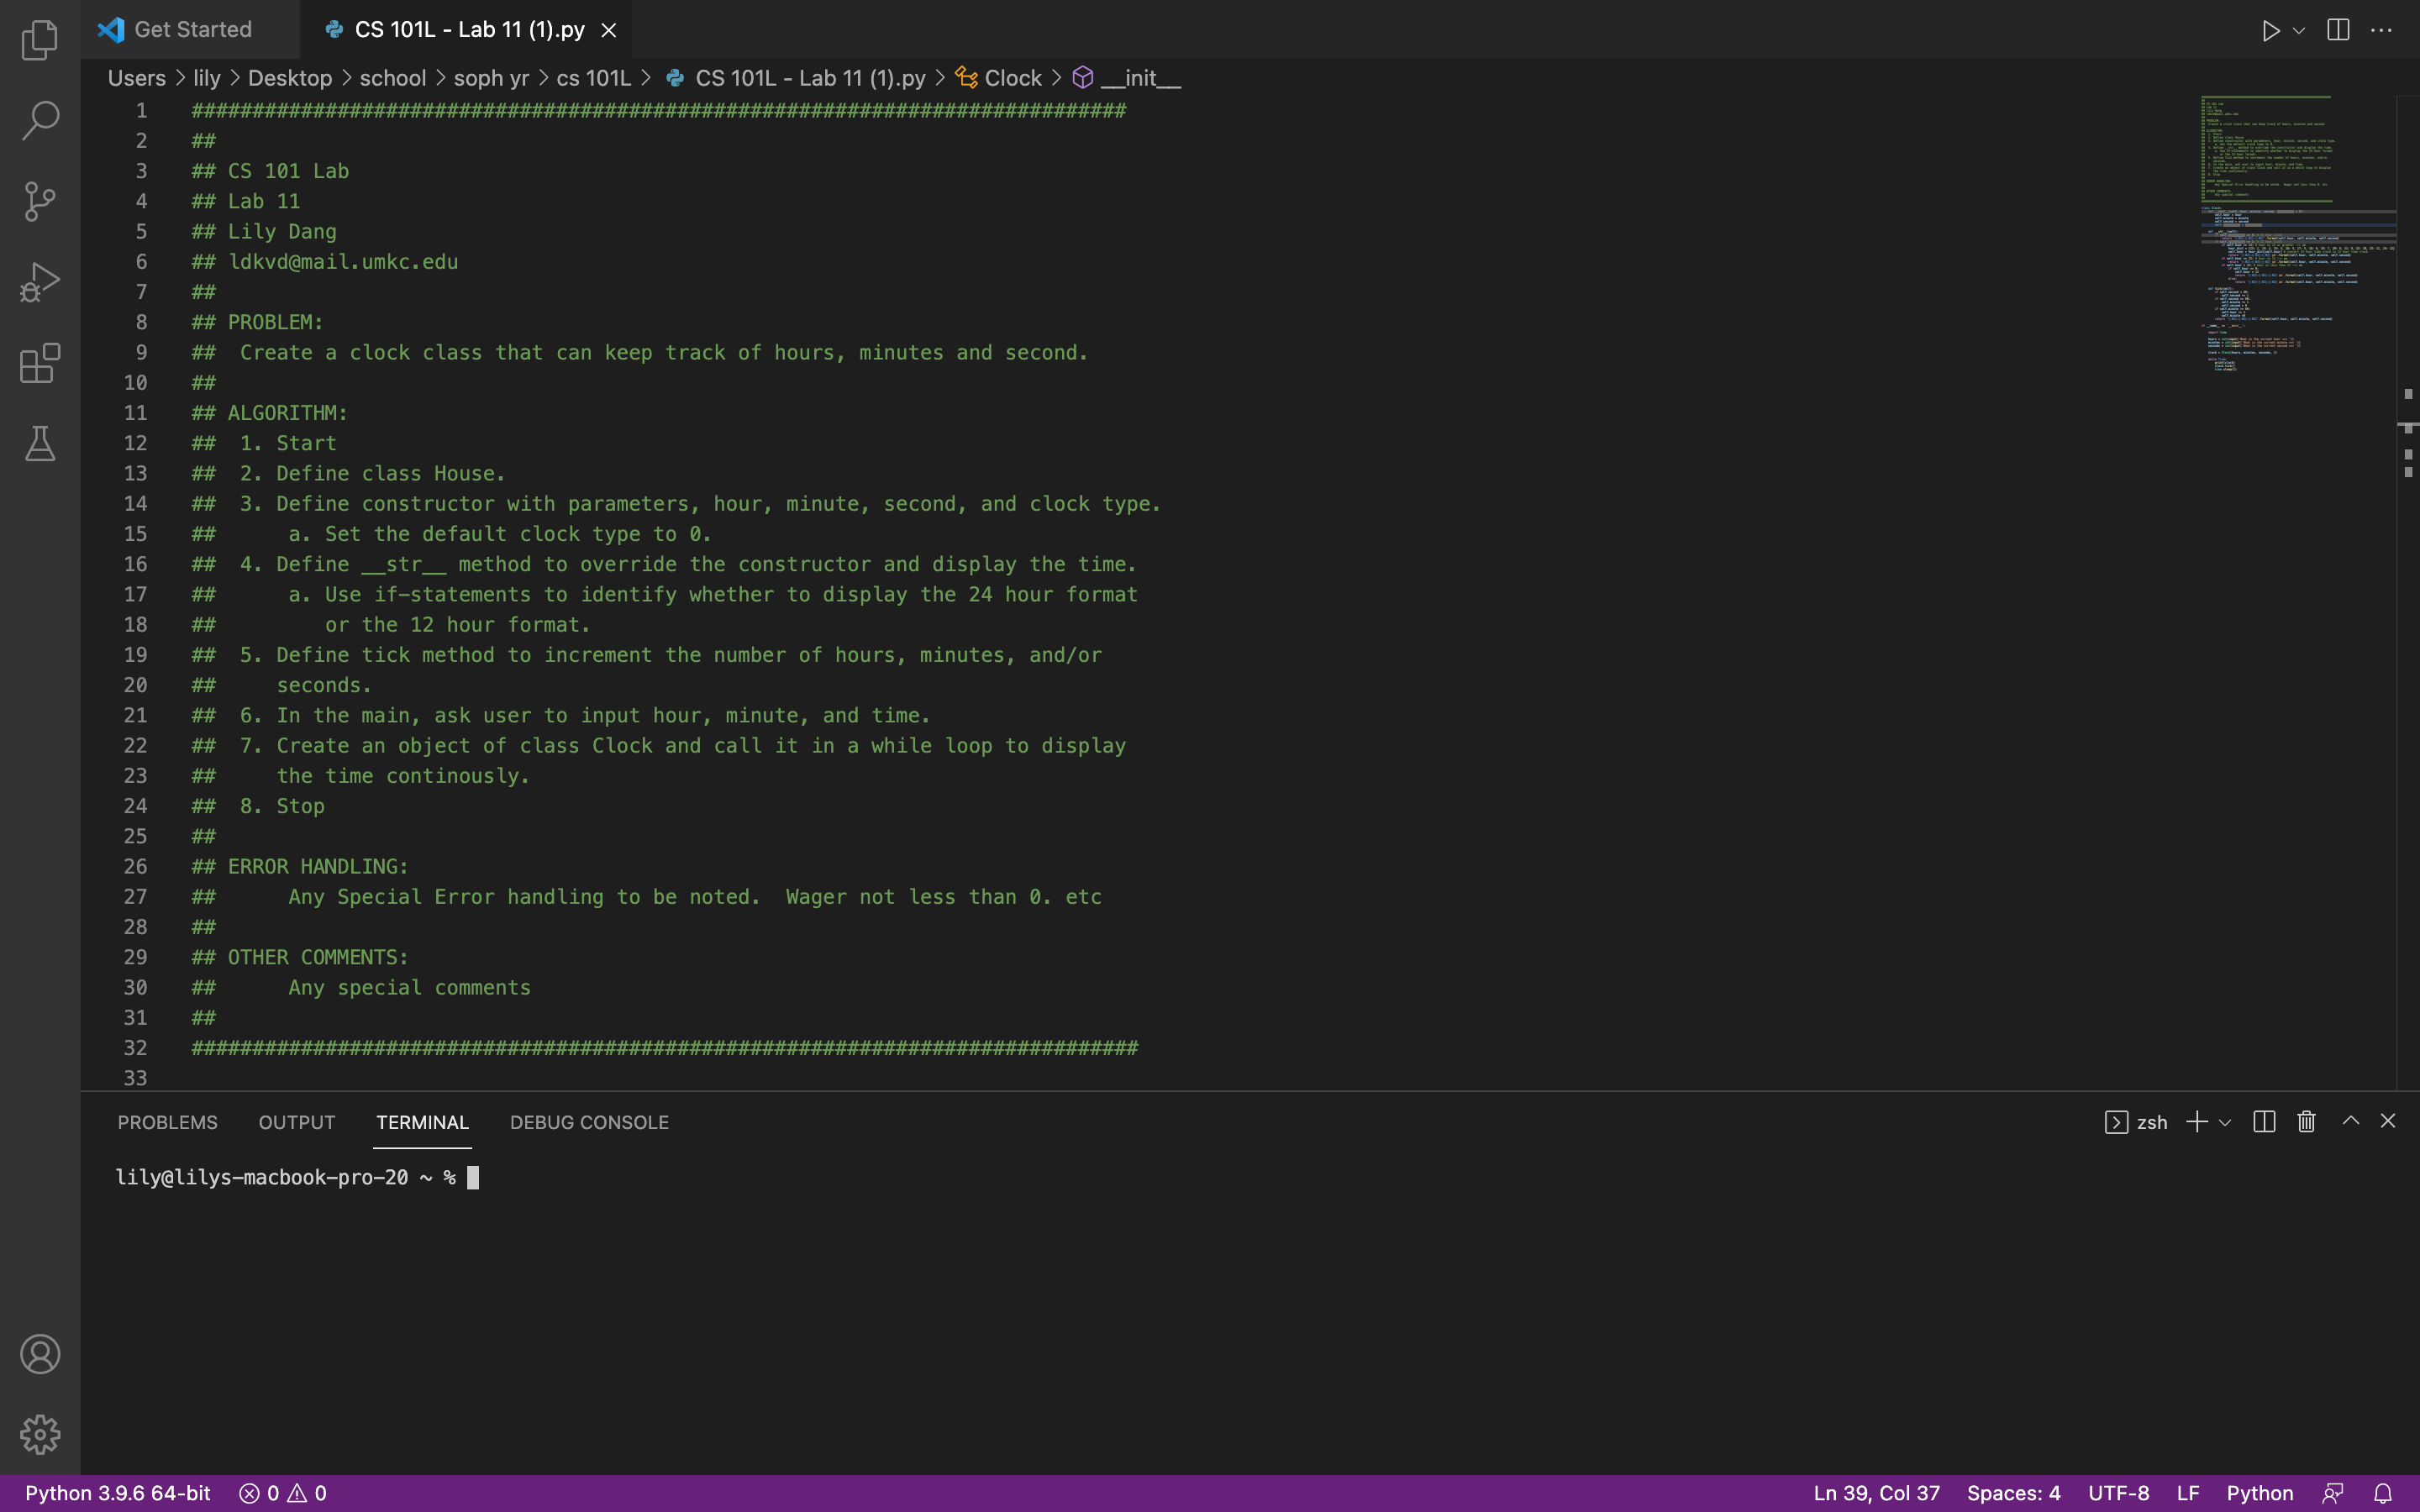 Get Started
CS 101L - Lab 11 (1).py
Users > lily > Desktop > school > soph yr > cs 101L > CS 101L - Lab 11 (1).py > Clock > __init__
1 #############################################################################
2 ##
3 ## CS 101 Lab
4 ## Lab 11
5 ## Lily Dang
6 ## ldkvd@mail.umkc.edu
7 ##
8 ## PROBLEM:
9 ##  Create a clock class that can keep track of hours, minutes and second.
10 ##
11 ## ALGORITHM:
12 ##  1. Start
13 ##  2. Define class House.
14 ##  3. Define constructor with parameters, hour, minute, second, and clock type.
15 ##      a. Set the default clock type to 0.
16 ##  4. Define __str__ method to override the constructor and display the time.
17 ##      a. Use if-statements to identify whether to display the 24 hour format
18 ##         or the 12 hour format.
19 ##  5. Define tick method to increment the number of hours, minutes, and/or
20 ##     seconds.
21 ##  6. In the main, ask user to input hour, minute, and time.
22 ##  7. Create an object of class Clock and call it in a while loop to display
23 ##     the time continously.
24 ##  8. Stop
25 ##
26 ## ERROR HANDLING:
27 ##      Any Special Error handling to be noted.  Wager not less than 0. etc
28 ##
29 ## OTHER COMMENTS:
30 ##      Any special comments
31 ##
32 ##############################################################################
33
PROBLEMS OUTPUT TERMINAL DEBUG CONSOLE
zsh
lily@lilys-macbook-pro-20 ~ %
Python 3.9.6 64-bit 0 0 Ln 39, Col 37 Spaces: 4 UTF-8 LF Python